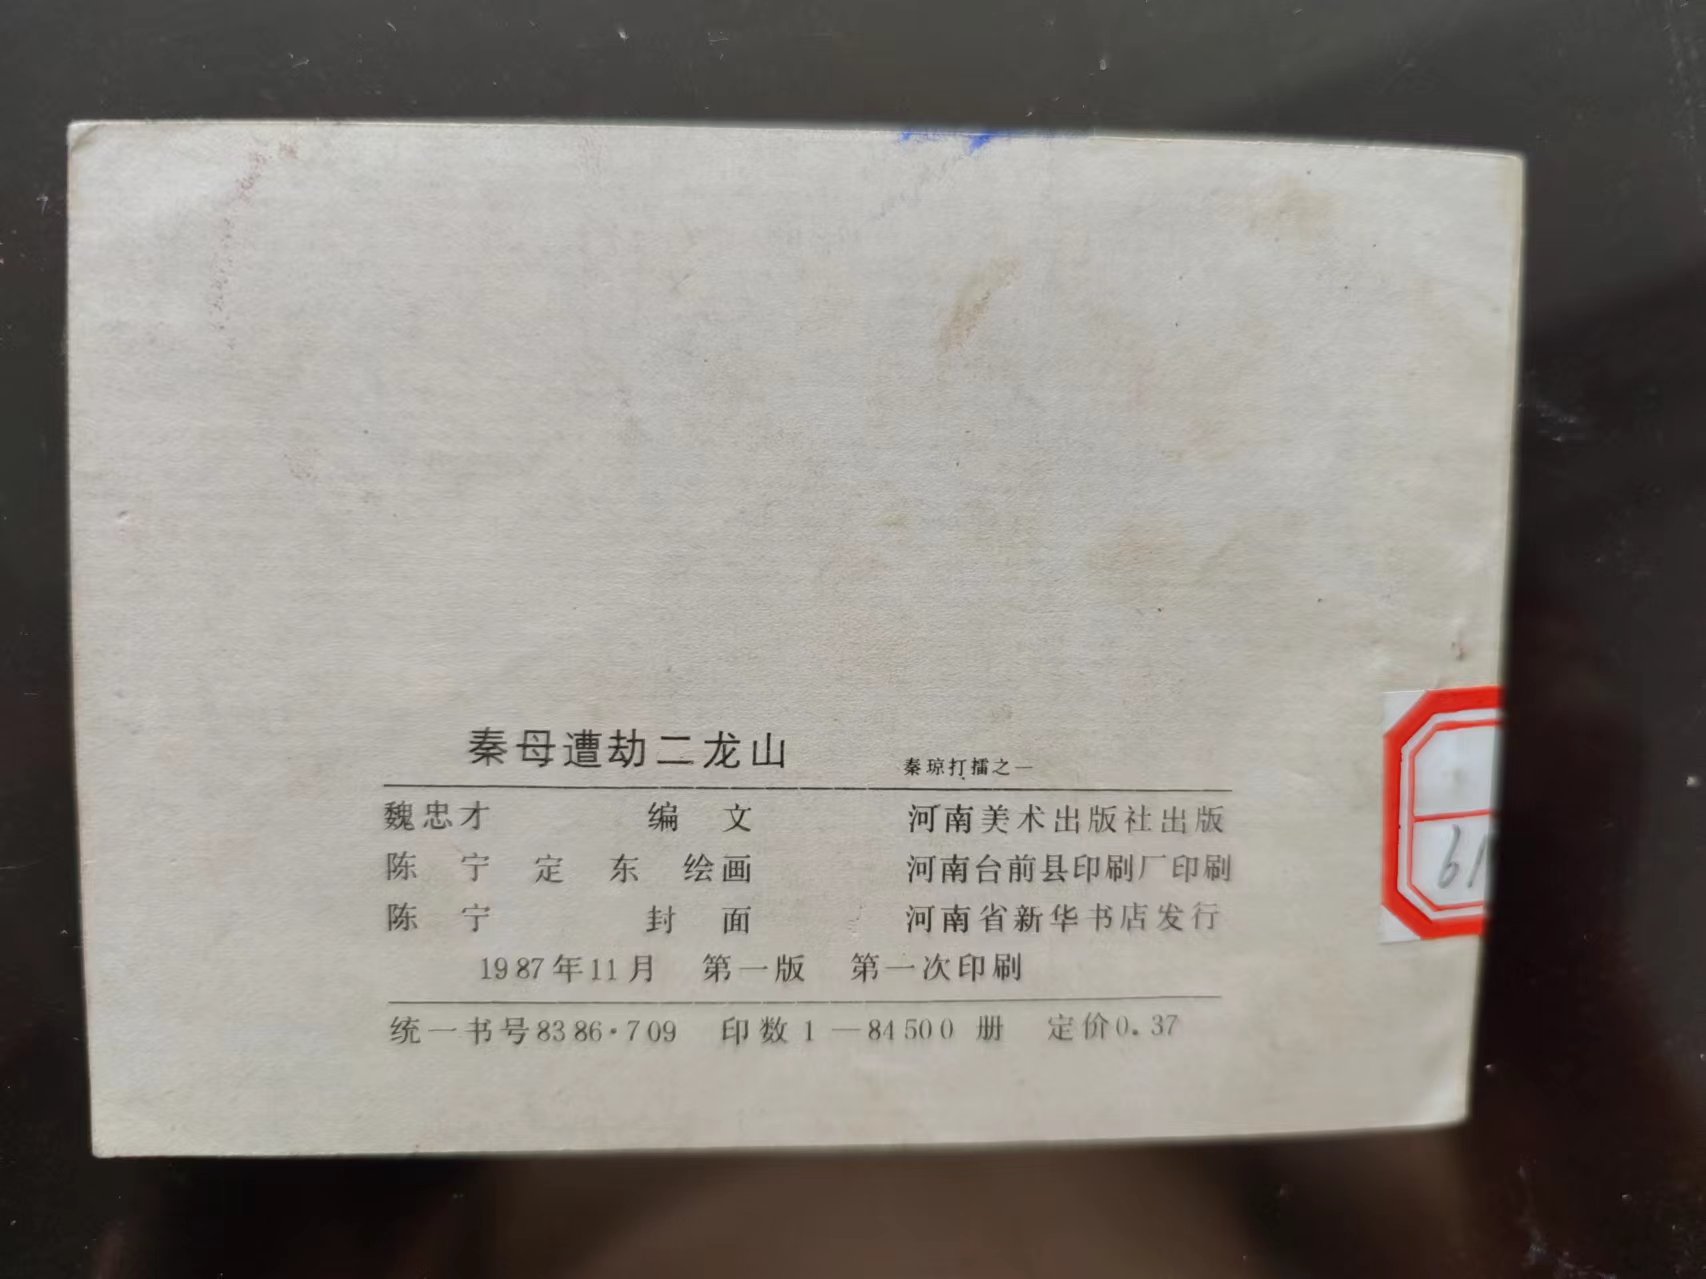 秦母遭劫二龙山 秦琼打擂之一
魏忠才 编文 河南美术出版社出版
陈宁 定东 绘画 河南台前县印刷厂印刷
陈宁 封面 河南省新华书店发行
1987年11月 第一版 第一次印刷
统一书号8386·709 印数1—84500册 定价0.37